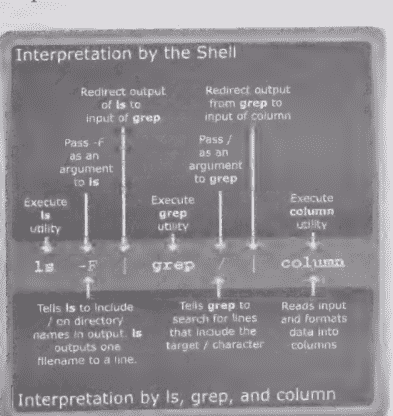 Interpretation by the Shell
Redirect output
of ls to
input of grep
Redirect output
from grep to
input of column
Pass -F
as an
argument
to ls
Pass /
as an
argument
to grep
Execute
ls
utility
Execute
grep
utility
Execute
column
utility
ls -F | grep / | column
Tells ls to include
/ on directory
names in output. ls
outputs one
filename to a line.
Tells grep to
search for lines
that include the
target / character
Reads input
and formats
data into
columns
Interpretation by ls, grep, and column